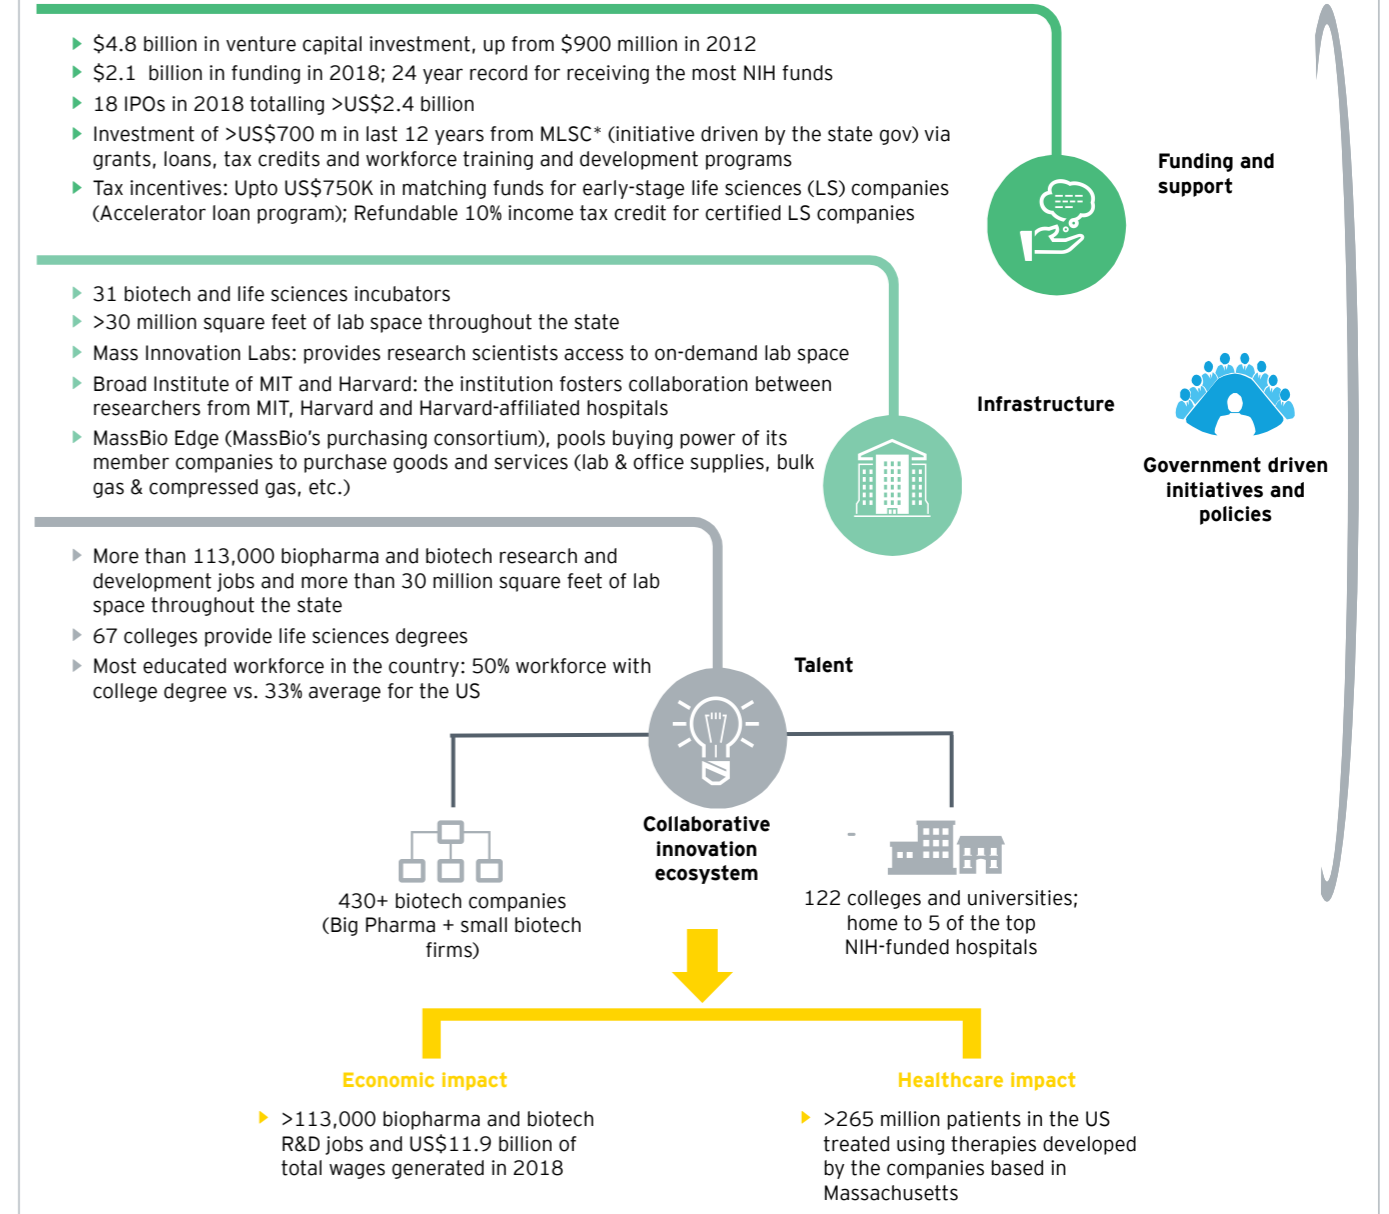 $4.8 billion in venture capital investment, up from $900 million in 2012
$2.1 billion in funding in 2018; 24 year record for receiving the most NIH funds
18 IPOs in 2018 totalling >US$2.4 billion
Investment of >US$700 m in last 12 years from MLSC* (initiative driven by the state gov) via
grants, loans, tax credits and workforce training and development programs
Tax incentives: Upto US$750K in matching funds for early-stage life sciences (LS) companies
(Accelerator loan program); Refundable 10% income tax credit for certified LS companies
Funding and
support
31 biotech and life sciences incubators
>30 million square feet of lab space throughout the state
Mass Innovation Labs: provides research scientists access to on-demand lab space
Broad Institute of MIT and Harvard: the institution fosters collaboration between
researchers from MIT, Harvard and Harvard-affiliated hospitals
MassBio Edge (MassBio's purchasing consortium), pools buying power of its
member companies to purchase goods and services (lab & office supplies, bulk
gas & compressed gas, etc.)
Infrastructure
Government driven
initiatives and
policies
More than 113,000 biopharma and biotech research and
development jobs and more than 30 million square feet of lab
space throughout the state
67 colleges provide life sciences degrees
Most educated workforce in the country: 50% workforce with
college degree vs. 33% average for the US
Talent
Collaborative
innovation
ecosystem
430+ biotech companies
(Big Pharma + small biotech
firms)
122 colleges and universities;
home to 5 of the top
NIH-funded hospitals
Economic impact
>113,000 biopharma and biotech
R&D jobs and US$11.9 billion of
total wages generated in 2018
Healthcare impact
>265 million patients in the US
treated using therapies developed
by the companies based in
Massachusetts